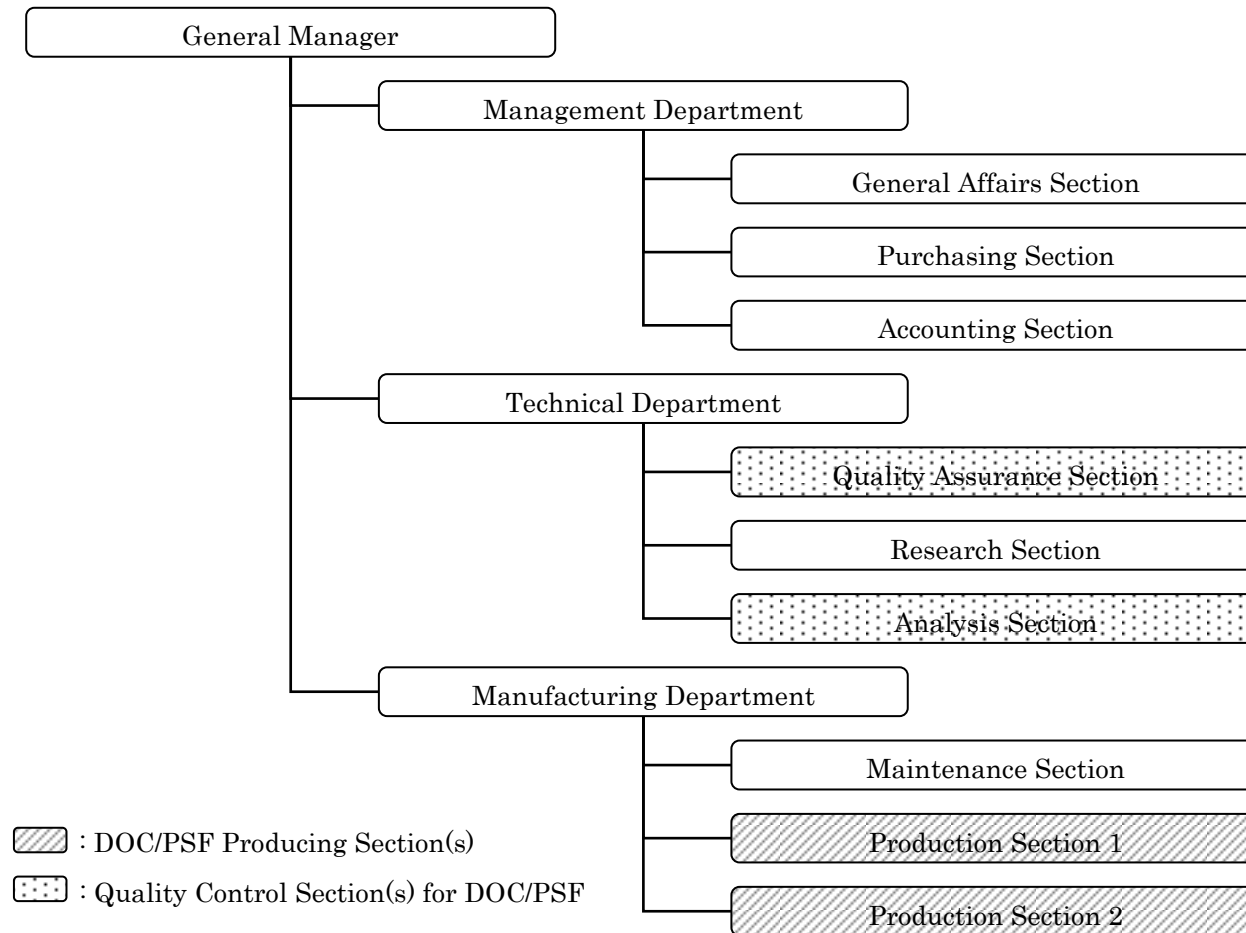 General Manager
Management Department
General Affairs Section
Purchasing Section
Accounting Section
Technical Department
Quality Assurance Section
Research Section
Analysis Section
Manufacturing Department
Maintenance Section
: DOC/PSF Producing Section(s)
Production Section 1
: Quality Control Section(s) for DOC/PSF
Production Section 2